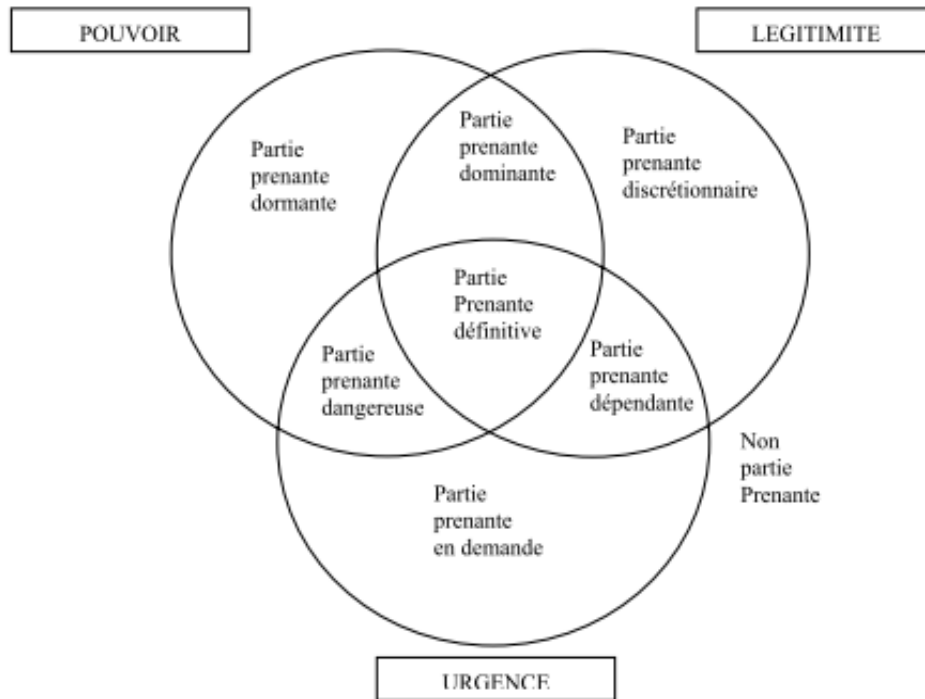 POUVOIR
LEGITIMITE
Partie
prenante
dormante
Partie
prenante
dominante
Partie
prenante
discrétionnaire
Partie
Prenante
définitive
Partie
prenante
dangereuse
Partie
prenante
dépendante
Non
partie
Prenante
Partie
prenante
en demande
URGENCE